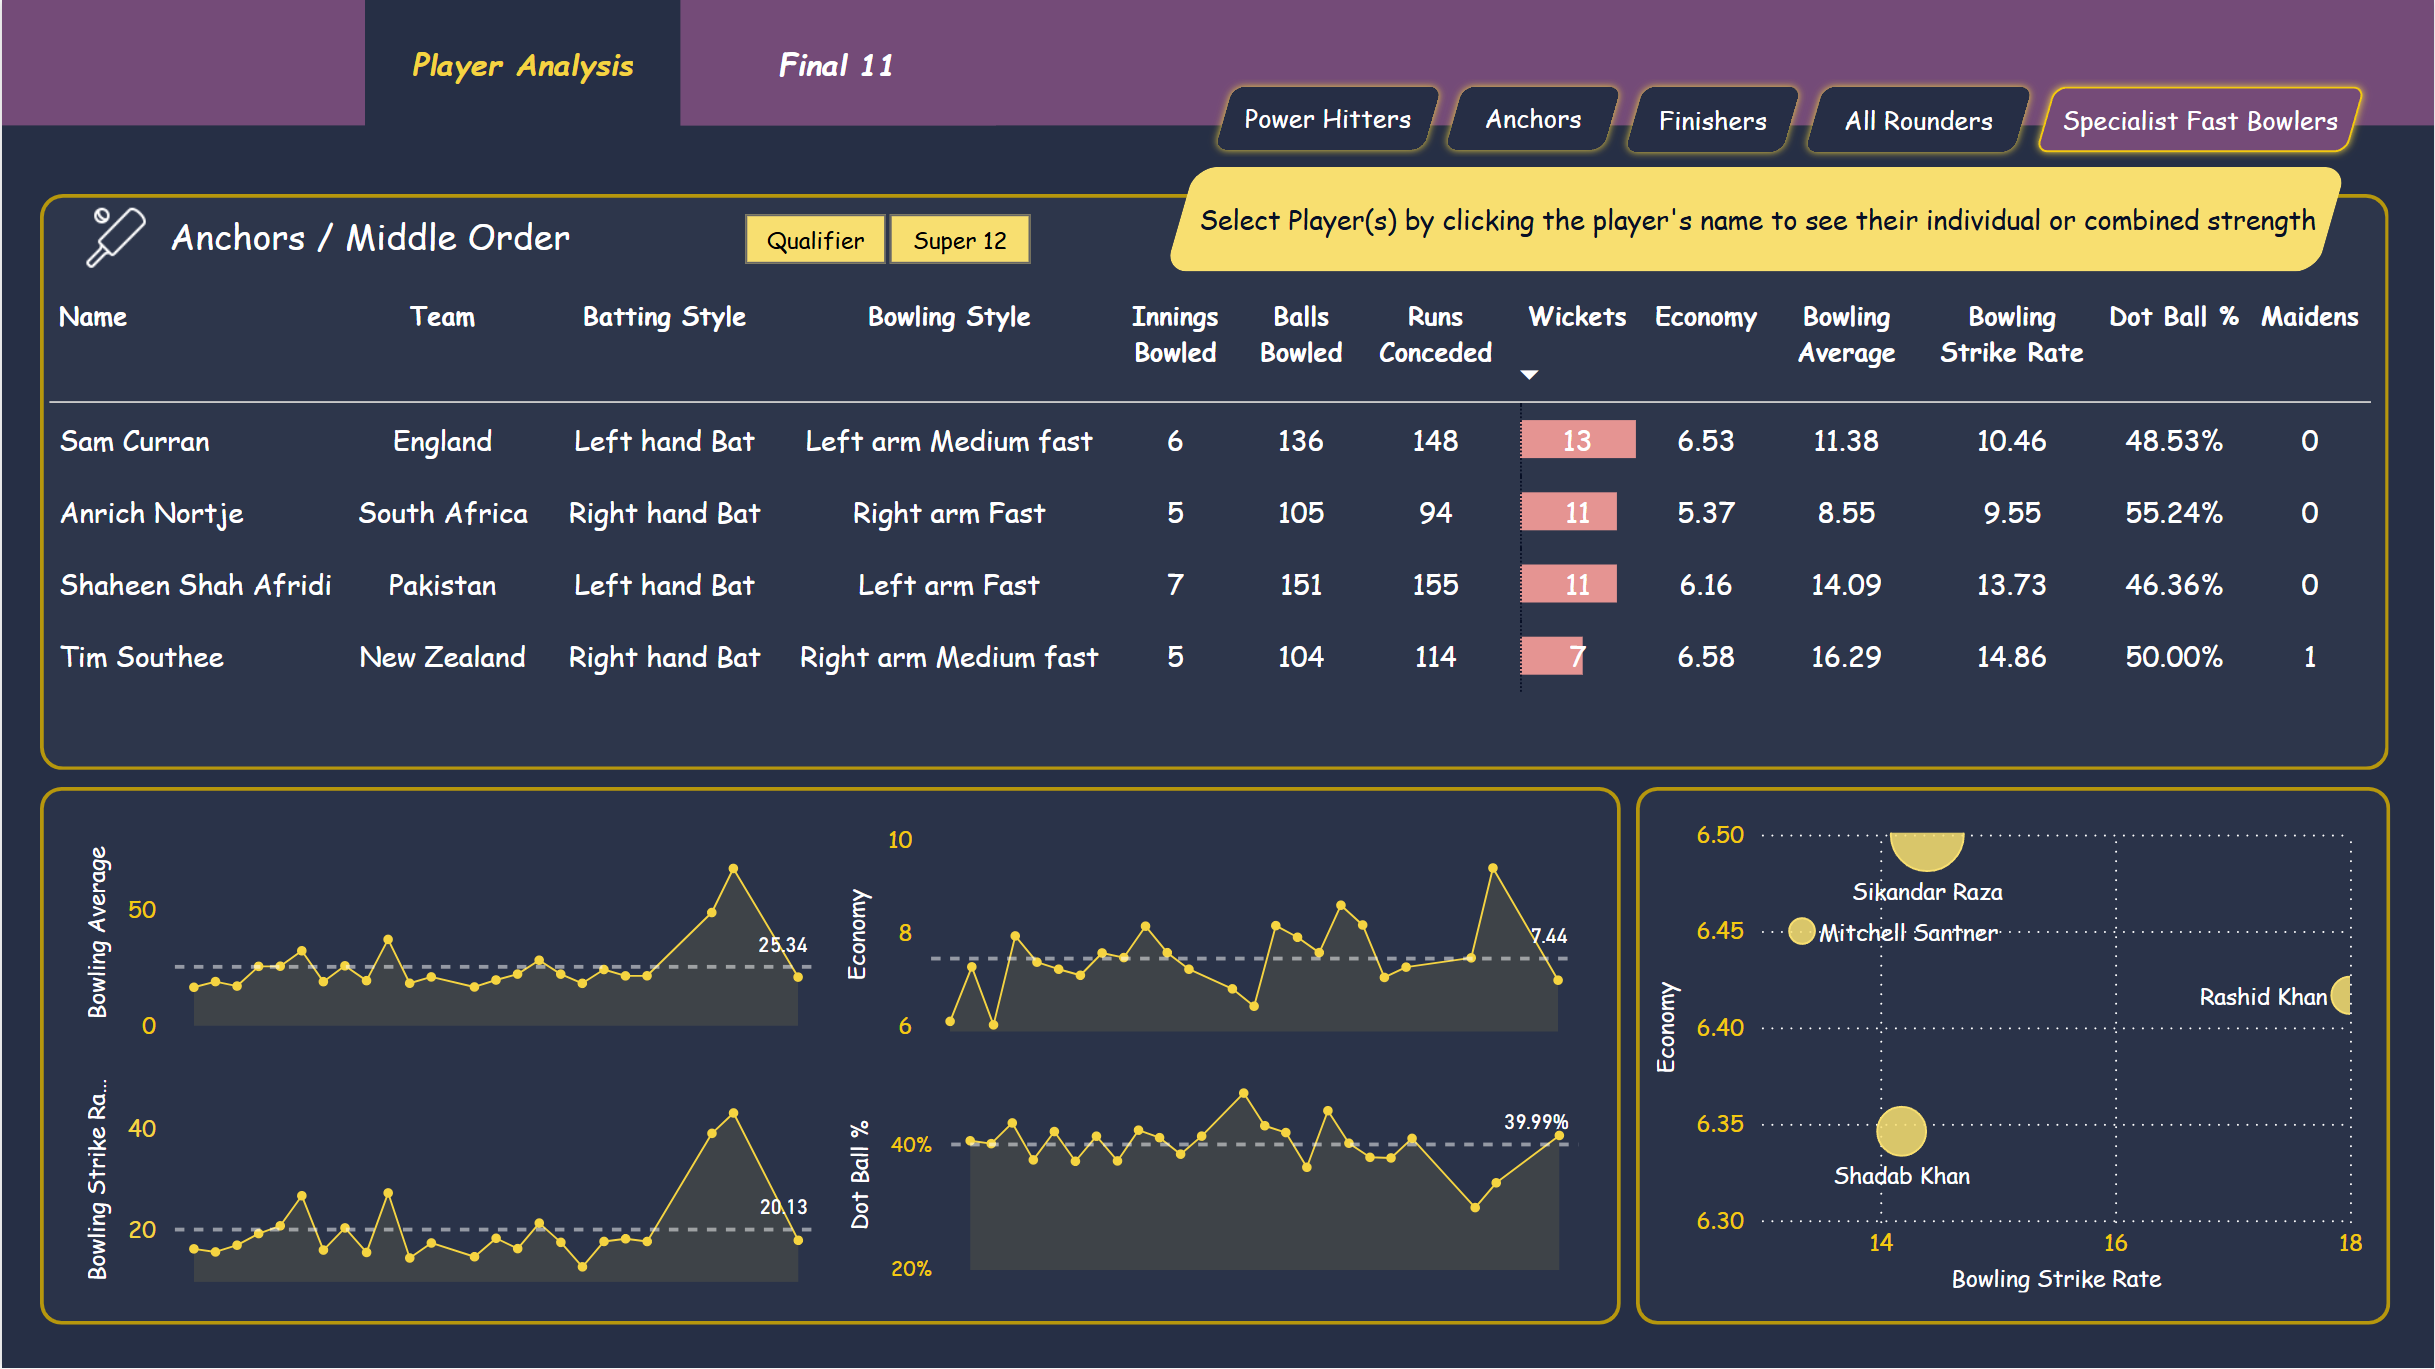 Player Analysis
Final 11
Power Hitters
Anchors
Finishers
All Rounders
Specialist Fast Bowlers
Select Player(s) by clicking the player's name to see their individual or combined strength
Anchors / Middle Order
Qualifier
Super 12
Name Team Batting Style Bowling Style Innings Bowled Balls Bowled Runs Conceded Wickets Economy Bowling Average Bowling Strike Rate Dot Ball % Maidens
Sam Curran England Left hand Bat Left arm Medium fast 6 136 148 13 6.53 11.38 10.46 48.53% 0
Anrich Nortje South Africa Right hand Bat Right arm Fast 5 105 94 11 5.37 8.55 9.55 55.24% 0
Shaheen Shah Afridi Pakistan Left hand Bat Left arm Fast 7 151 155 11 6.16 14.09 13.73 46.36% 0
Tim Southee New Zealand Right hand Bat Right arm Medium fast 5 104 114 7 6.58 16.29 14.86 50.00% 1
Bowling Average
50
0
25.34
Economy
10
8
6
7.44
Bowling Strike Ra...
40
20
20.13
Dot Ball %
40%
20%
39.99%
Economy
6.50
6.45
6.40
6.35
6.30
Sikandar Raza
Mitchell Santner
Rashid Khan
Shadab Khan
14 16 18
Bowling Strike Rate